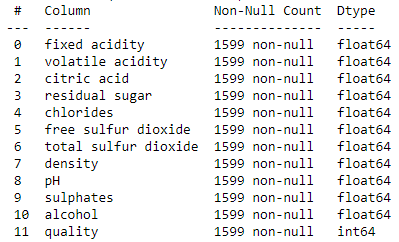 #   Column                Non-Null Count  Dtype
---  ------                --------------  -----
 0   fixed acidity         1599 non-null   float64
 1   volatile acidity      1599 non-null   float64
 2   citric acid           1599 non-null   float64
 3   residual sugar        1599 non-null   float64
 4   chlorides             1599 non-null   float64
 5   free sulfur dioxide   1599 non-null   float64
 6   total sulfur dioxide  1599 non-null   float64
 7   density               1599 non-null   float64
 8   pH                    1599 non-null   float64
 9   sulphates             1599 non-null   float64
 10  alcohol               1599 non-null   float64
 11  quality               1599 non-null   int64